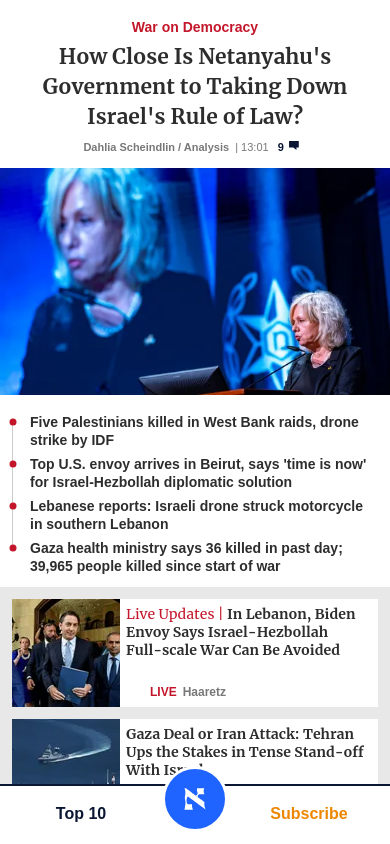 War on Democracy
How Close Is Netanyahu's
Government to Taking Down
Israel's Rule of Law?
Dahlia Scheindlin / Analysis | 13:01 9
Five Palestinians killed in West Bank raids, drone
strike by IDF
Top U.S. envoy arrives in Beirut, says 'time is now'
for Israel-Hezbollah diplomatic solution
Lebanese reports: Israeli drone struck motorcycle
in southern Lebanon
Gaza health ministry says 36 killed in past day;
39,965 people killed since start of war
Live Updates | In Lebanon, Biden
Envoy Says Israel-Hezbollah
Full-scale War Can Be Avoided
LIVE Haaretz
Gaza Deal or Iran Attack: Tehran
Ups the Stakes in Tense Stand-off
With
Top 10
Subscribe